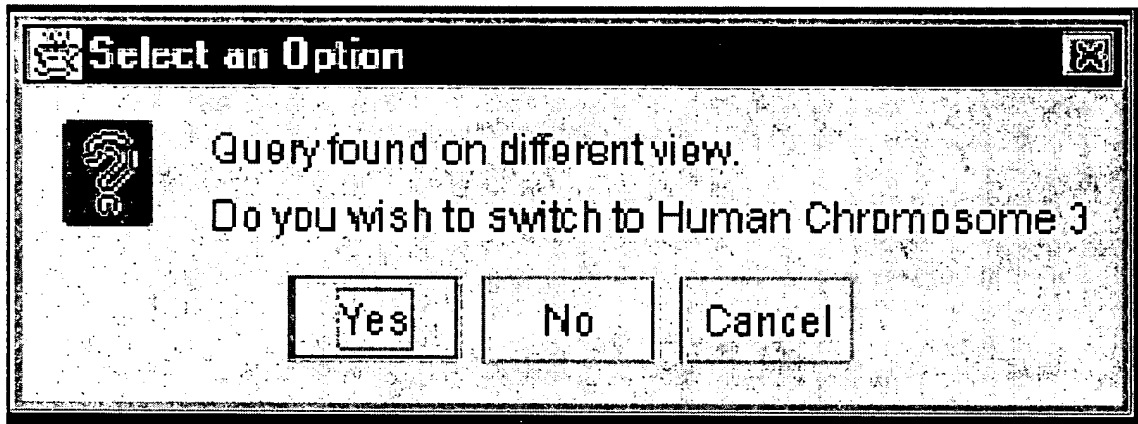 Select an Option
Query found on different view.
Do you wish to switch to Human Chromosome 3
Yes No Cancel